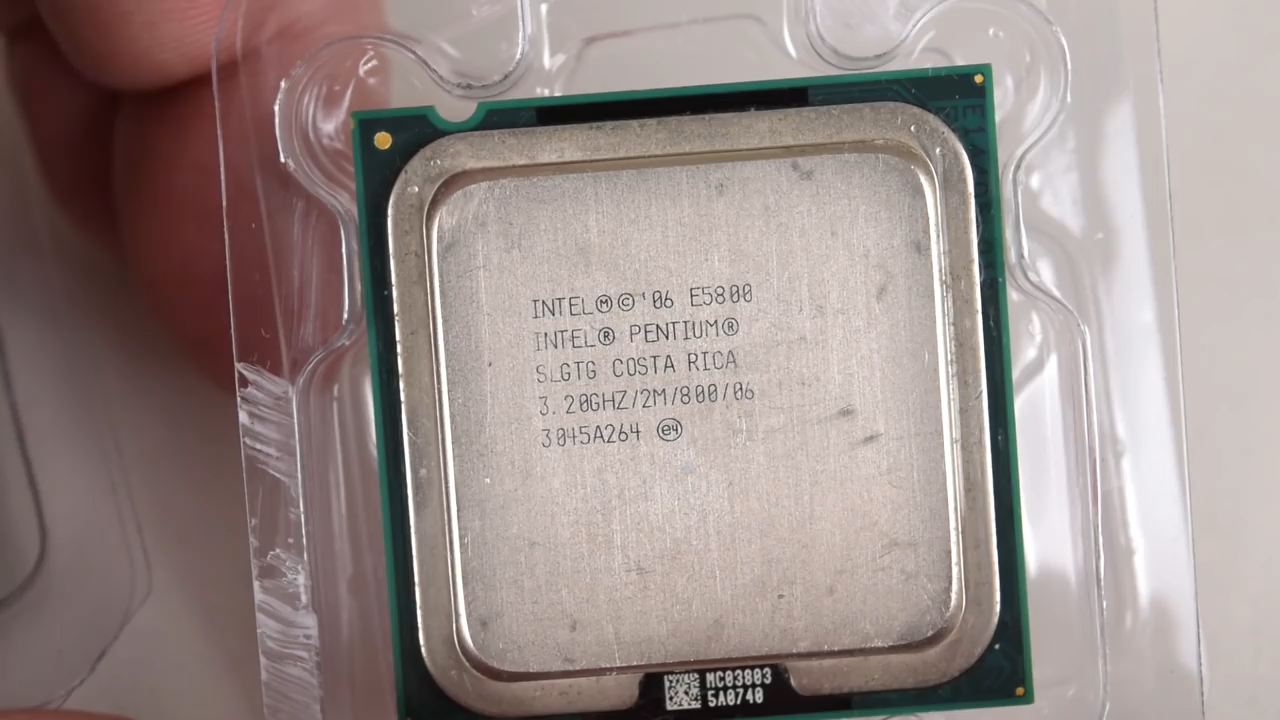 INTEL Ⓜ © '06 E5800
INTEL® PENTIUM®
SLGTG COSTA RICA
3.20GHZ/2M/800/06
3045A264 e4
MC03803
5A0740